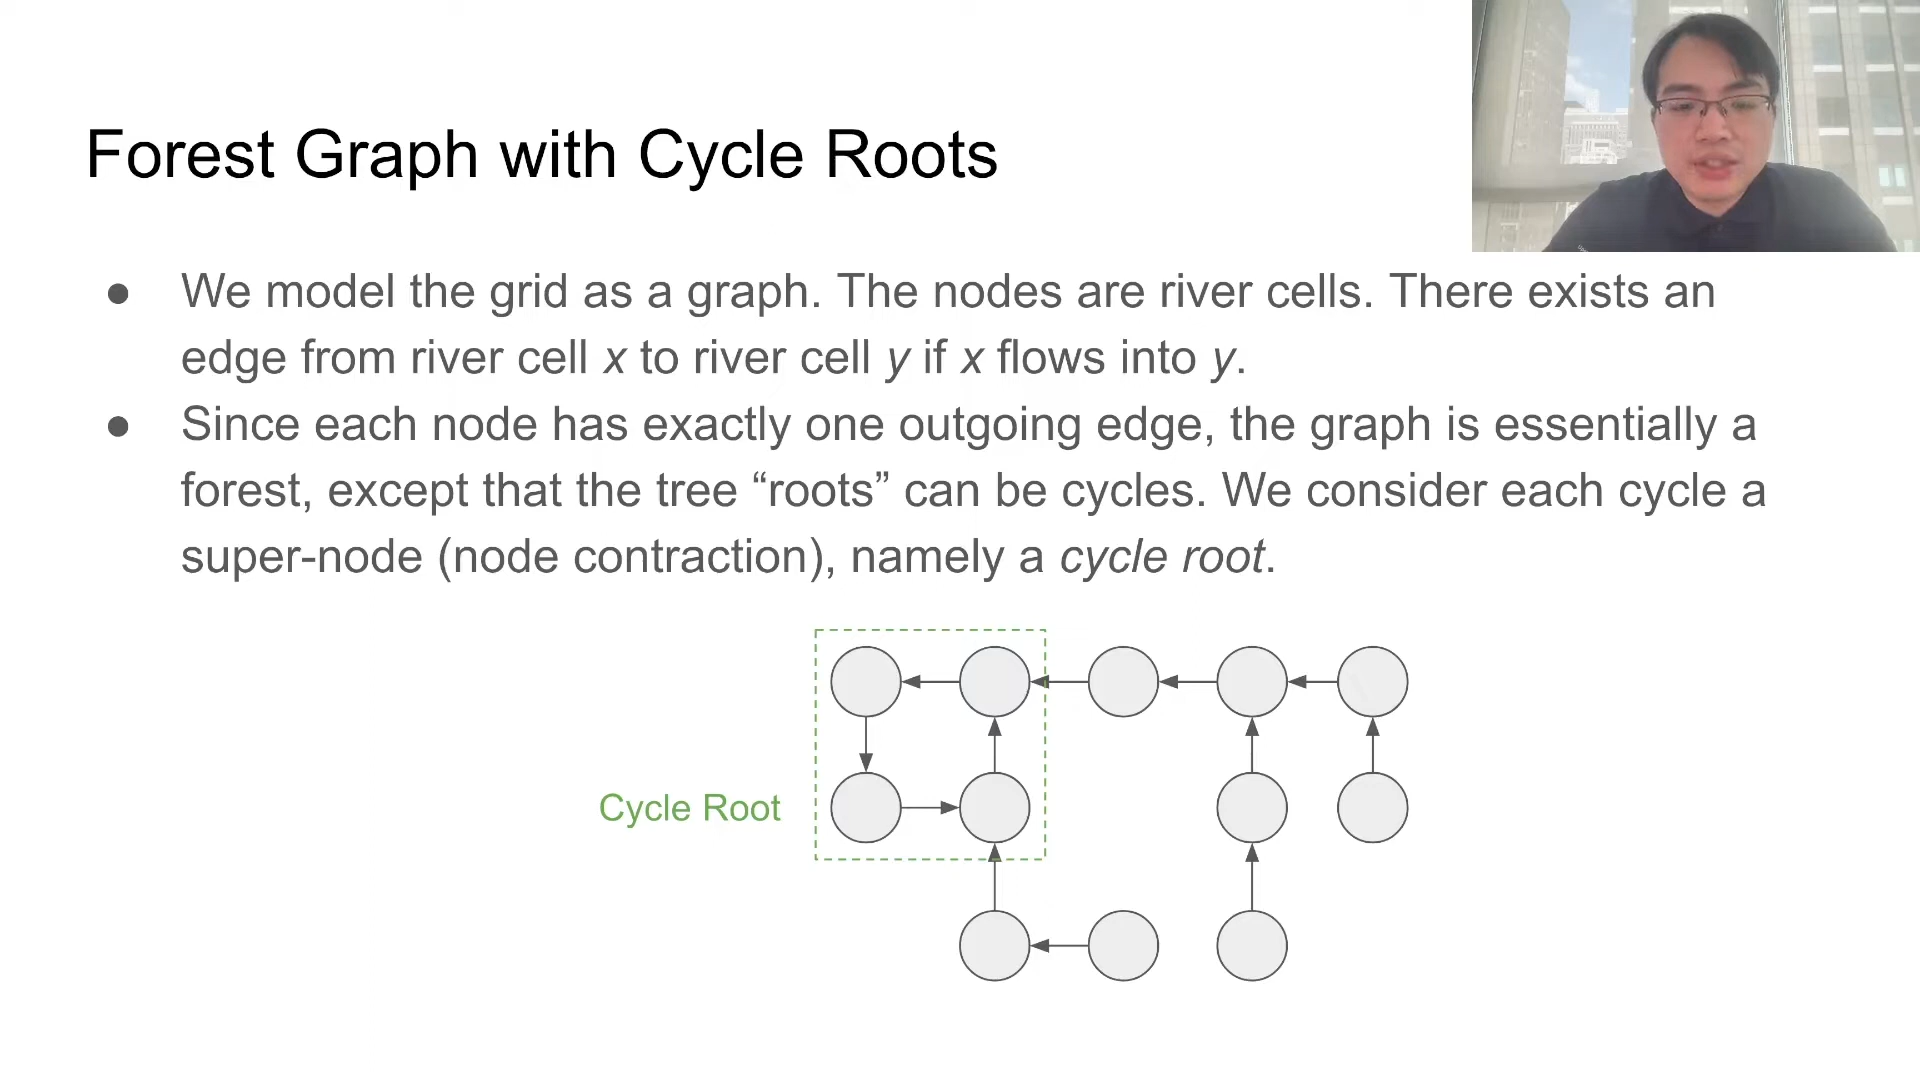 Forest Graph with Cycle Roots
● We model the grid as a graph. The nodes are river cells. There exists an
edge from river cell x to river cell y if x flows into y.
● Since each node has exactly one outgoing edge, the graph is essentially a
forest, except that the tree “roots” can be cycles. We consider each cycle a
super-node (node contraction), namely a cycle root.
Cycle Root